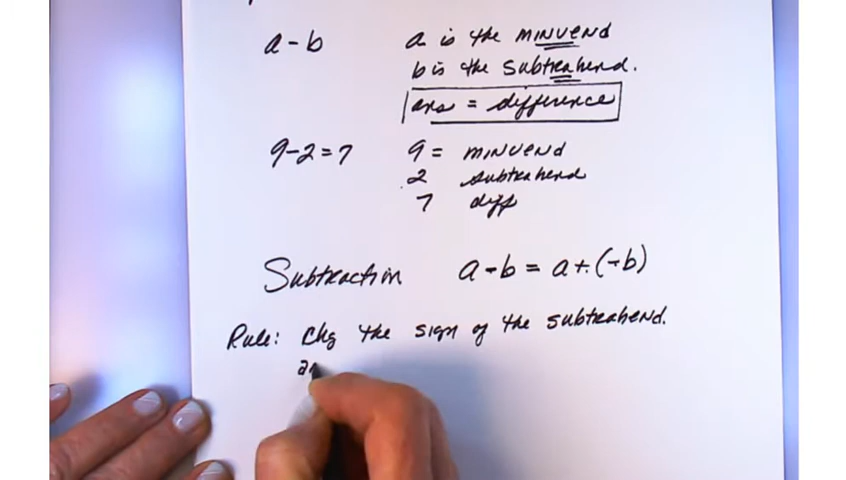 a - b a is the minuend
b is the subtrahend.
ans = difference
9-2=7 9 = minuend
2 subtrahend
7 diff
Subtraction a - b = a + (-b)
Rule: Chg the sign of the subtrahend.